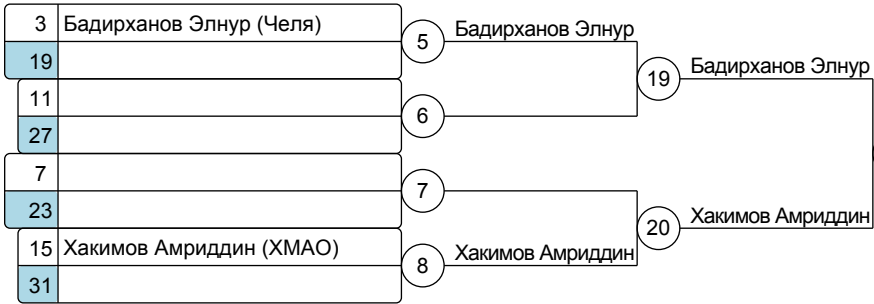 3 Бадирханов Элнур (Челя)
19
5 Бадирханов Элнур
11
27
6
19 Бадирханов Элнур
7
23
7
15 Хакимов Амриддин (ХМАО)
31
8 Хакимов Амриддин
20 Хакимов Амриддин